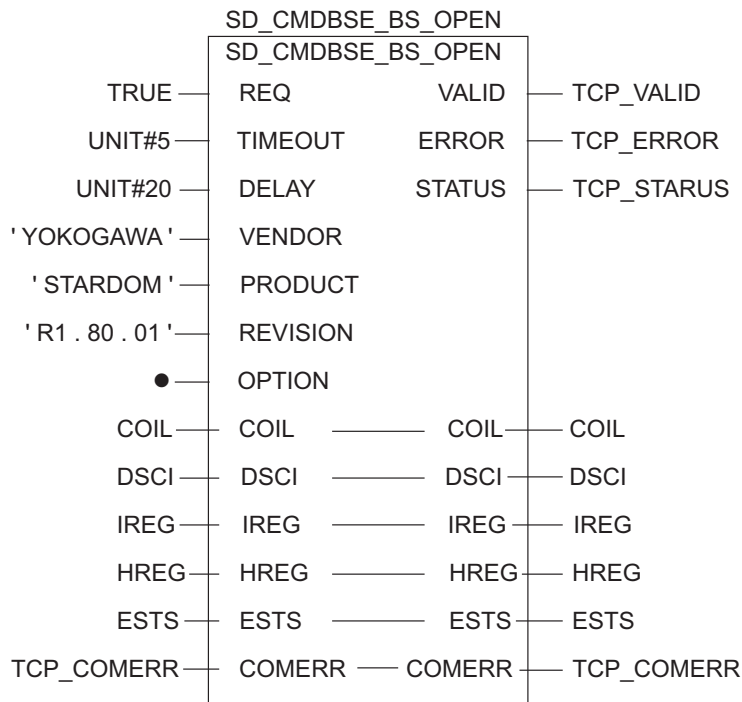 SD_CMDBSE_BS_OPEN
SD_CMDBSE_BS_OPEN
TRUE REQ VALID TCP_VALID
UNIT#5 TIMEOUT ERROR TCP_ERROR
UNIT#20 DELAY STATUS TCP_STARUS
' YOKOGAWA ' VENDOR
' STARDOM ' PRODUCT
' R1 . 80 . 01 ' REVISION
OPTION
COIL COIL COIL COIL
DSCI DSCI DSCI DSCI
IREG IREG IREG IREG
HREG HREG HREG HREG
ESTS ESTS ESTS ESTS
TCP_COMERR COMERR COMERR TCP_COMERR